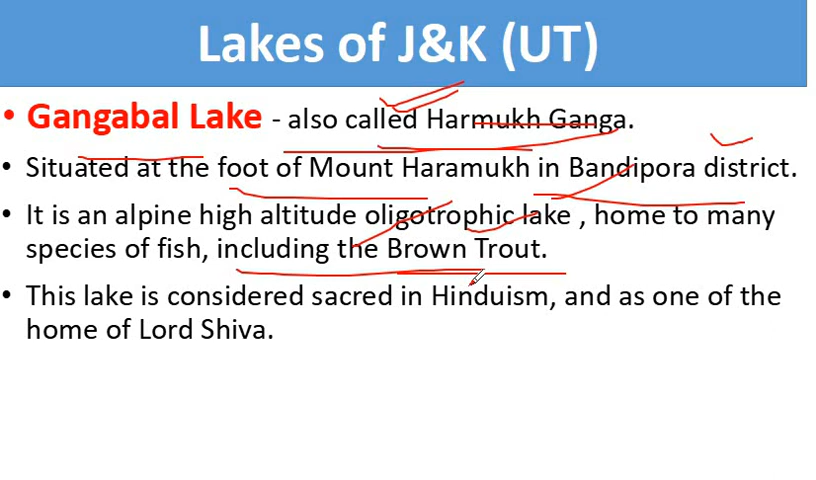 Lakes of J&K (UT)
• Gangabal Lake - also called Harmukh Ganga.
• Situated at the foot of Mount Haramukh in Bandipora district.
• It is an alpine high altitude oligotrophic lake , home to many
species of fish, including the Brown Trout.
• This lake is considered sacred in Hinduism, and as one of the
home of Lord Shiva.